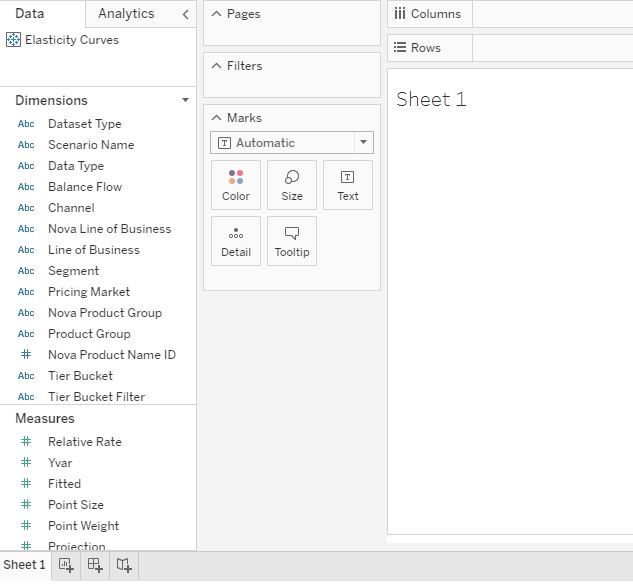 Data
Analytics
Elasticity Curves
Dimensions
Abc Dataset Type
Abc Scenario Name
Abc Data Type
Abc Balance Flow
Abc Channel
Abc Nova Line of Business
Abc Line of Business
Abc Segment
Abc Pricing Market
Abc Nova Product Group
Abc Product Group
# Nova Product Name ID
Abc Tier Bucket
Abc Tier Bucket Filter
Measures
# Relative Rate
# Yvar
# Fitted
# Point Size
# Point Weight
# Projection
Pages
Filters
Marks
T Automatic
Color
Size
T Text
Detail
Tooltip
Columns
Rows
Sheet 1
Sheet 1